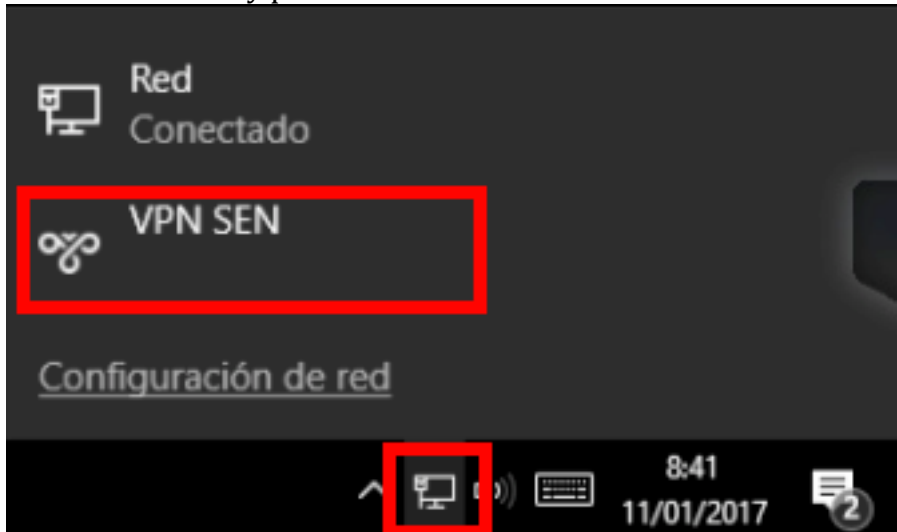 Red
Conectado
VPN SEN
Configuración de red
8:41
11/01/2017
2